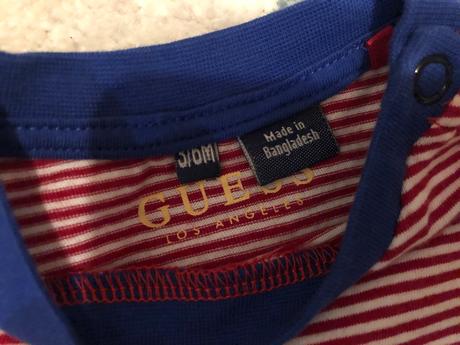 3/6M
Made in
Bangladesh
GUESS
LOS ANGELES